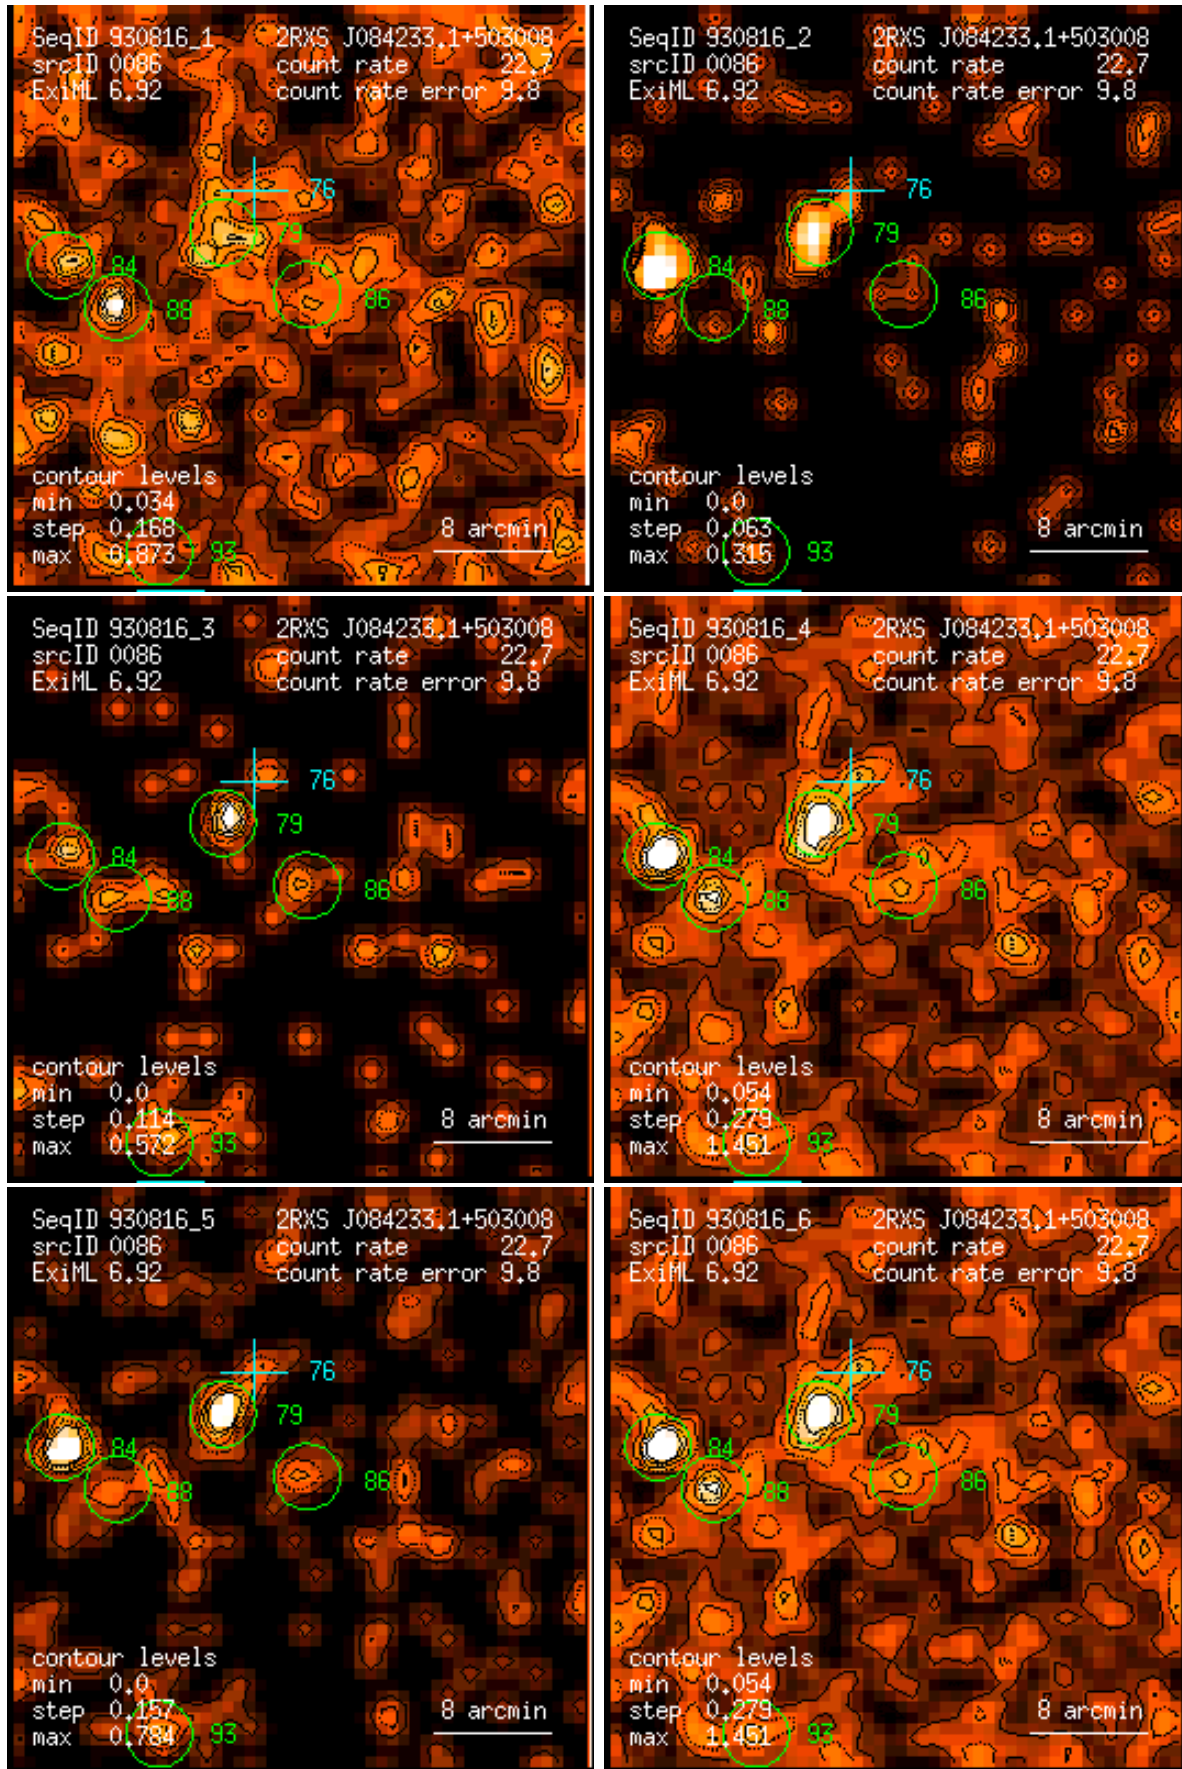 SeqID 930816_1 2RXS J084233.1+503008
srcID 0086 count rate 22.7
ExiML 6.92 count rate error 9.8
76
79
84
86
88
contour levels
min 0.034
step 0.168
max 0.873
8 arcmin
93
SeqID 930816_2 2RXS J084233.1+503008
srcID 0086 count rate 22.7
ExiML 6.92 count rate error 9.8
76
79
84
86
88
contour levels
min 0.0
step 0.063
max 0.315
8 arcmin
93
SeqID 930816_3 2RXS J084233.1+503008
srcID 0086 count rate 22.7
ExiML 6.92 count rate error 9.8
76
79
84
86
88
contour levels
min 0.0
step 0.114
max 0.572
8 arcmin
93
SeqID 930816_4 2RXS J084233.1+503008
srcID 0086 count rate 22.7
ExiML 6.92 count rate error 9.8
76
79
84
86
88
contour levels
min 0.054
step 0.279
max 1.451
8 arcmin
93
SeqID 930816_5 2RXS J084233.1+503008
srcID 0086 count rate 22.7
ExiML 6.92 count rate error 9.8
76
79
84
86
88
contour levels
min 0.0
step 0.157
max 0.784
8 arcmin
93
SeqID 930816_6 2RXS J084233.1+503008
srcID 0086 count rate 22.7
ExiML 6.92 count rate error 9.8
76
79
84
86
88
contour levels
min 0.054
step 0.279
max 1.451
8 arcmin
93